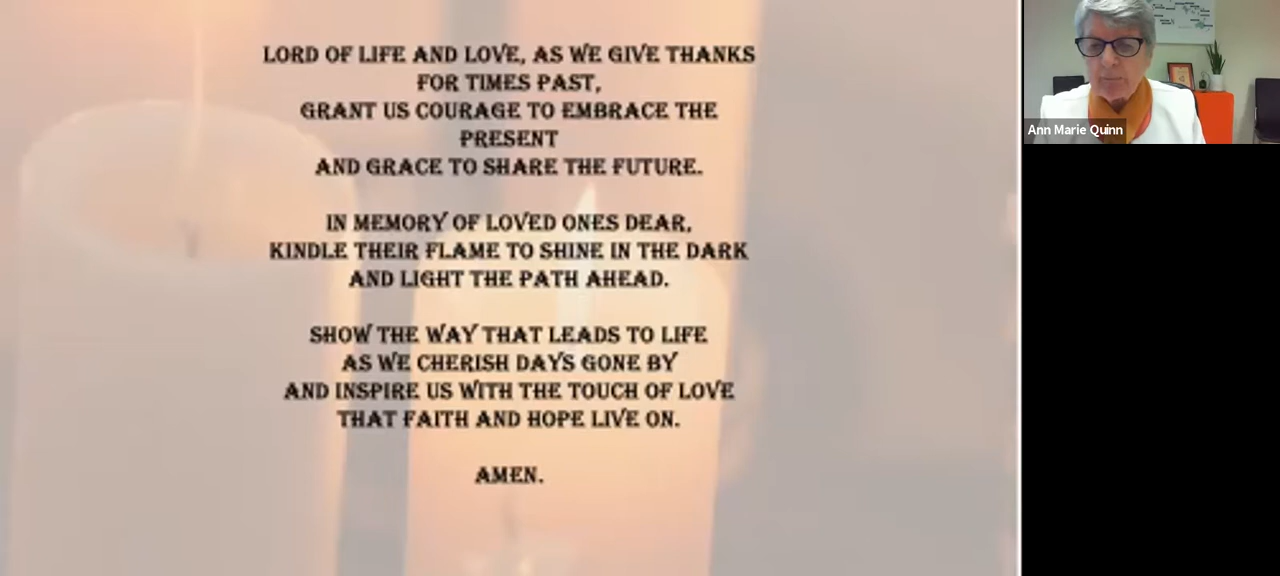 LORD OF LIFE AND LOVE, AS WE GIVE THANKS
FOR TIMES PAST,
GRANT US COURAGE TO EMBRACE THE
PRESENT
AND GRACE TO SHARE THE FUTURE.
IN MEMORY OF LOVED ONES DEAR,
KINDLE THEIR FLAME TO SHINE IN THE DARK
AND LIGHT THE PATH AHEAD.
SHOW THE WAY THAT LEADS TO LIFE
AS WE CHERISH DAYS GONE BY
AND INSPIRE US WITH THE TOUCH OF LOVE
THAT FAITH AND HOPE LIVE ON.
AMEN.
Ann Marie Quinn